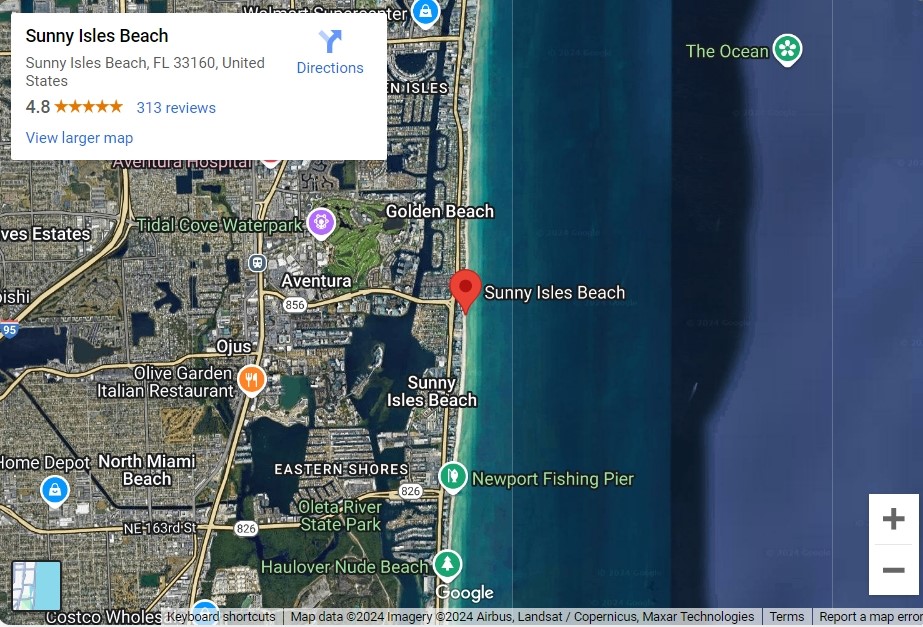 Walmart Supercenter
Sunny Isles Beach
Sunny Isles Beach, FL 33160, United
States
4.8
313 reviews
View larger map
Directions
The Ocean
EN ISLES
Aventura Hospital
Golden Beach
Tidal Cove Waterpark
ves Estates
Aventura
Sunny Isles Beach
856
oishi
95
Ojus
Olive Garden
Italian Restaurant
Sunny
Isles Beach
Home Depot
North Miami
Beach
EASTERN SHORES
Newport Fishing Pier
826
Oleta River
State Park
NE 163rd St
826
Haulover Nude Beach
Google
Costco Wholes
Keyboard shortcuts
Map data ©2024 Imagery ©2024 Airbus, Landsat / Copernicus, Maxar Technologies
Terms
Report a map error